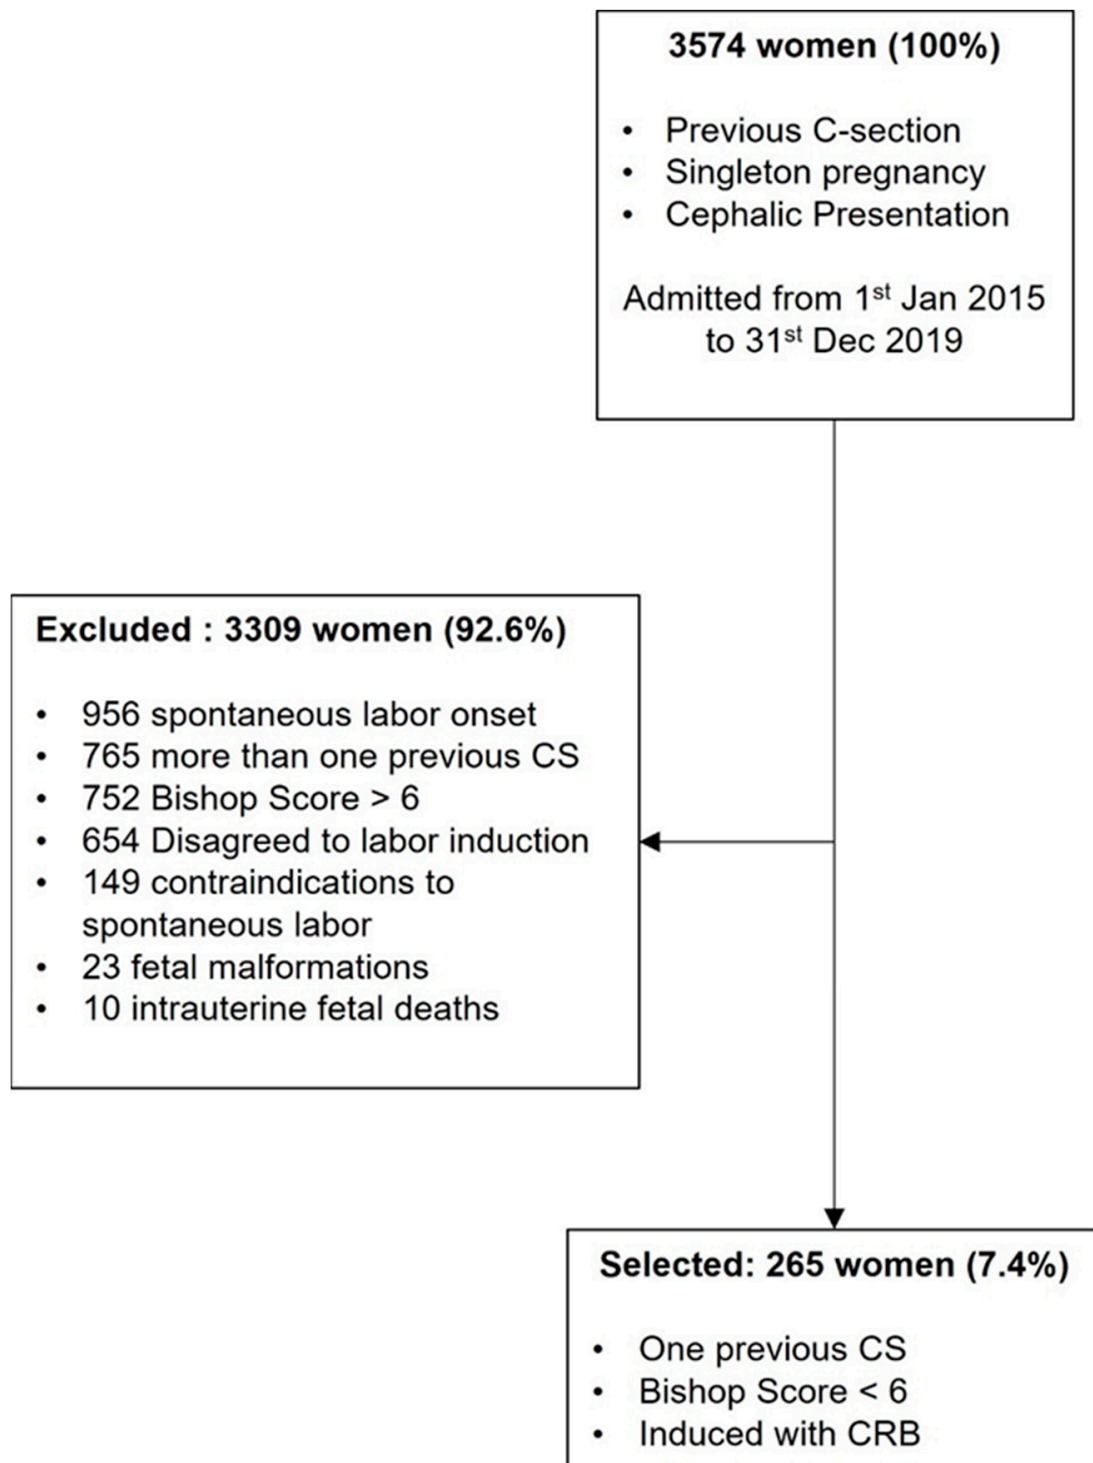 3574 women (100%)
• Previous C-section
• Singleton pregnancy
• Cephalic Presentation
Admitted from 1st Jan 2015
to 31st Dec 2019
Excluded : 3309 women (92.6%)
• 956 spontaneous labor onset
• 765 more than one previous CS
• 752 Bishop Score > 6
• 654 Disagreed to labor induction
• 149 contraindications to
spontaneous labor
• 23 fetal malformations
• 10 intrauterine fetal deaths
Selected: 265 women (7.4%)
• One previous CS
• Bishop Score < 6
• Induced with CRB